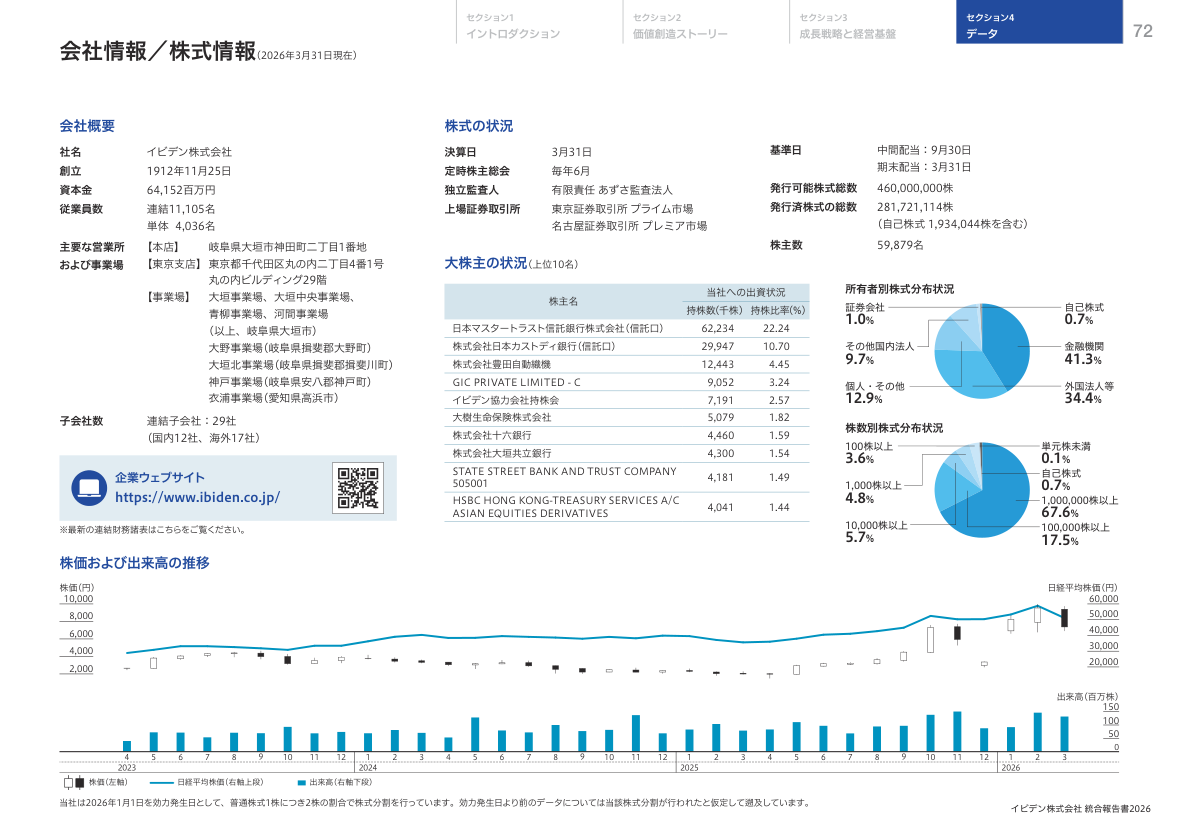 セクション1
イントロダクション
セクション2
価値創造ストーリー
セクション3
成長戦略と経営基盤
セクション4
データ
72
会社情報／株式情報(2026年3月31日現在)
会社概要
社名 イビデン株式会社
創立 1912年11月25日
資本金 64,152百万円
従業員数 連結11,105名
単体 4,036名
主要な営業所 【本店】 岐阜県大垣市神田町二丁目1番地
および事業場 【東京支店】 東京都千代田区丸の内二丁目4番1号
丸の内ビルディング29階
【事業場】 大垣事業場、大垣中央事業場、
青柳事業場、河間事業場
（以上、岐阜県大垣市）
大野事業場（岐阜県揖斐郡大野町）
大垣北事業場（岐阜県揖斐郡揖斐川町）
神戸事業場（岐阜県安八郡神戸町）
衣浦事業場（愛知県高浜市）
子会社数 連結子会社：29社
（国内12社、海外17社）
企業ウェブサイト
https://www.ibiden.co.jp/
※最新の連結財務諸表はこちらをご覧ください。
株式の状況
決算日 3月31日
定時株主総会 毎年6月
独立監査人 有限責任 あずさ監査法人
上場証券取引所 東京証券取引所 プライム市場
名古屋証券取引所 プレミア市場
基準日 中間配当：9月30日
期末配当：3月31日
発行可能株式総数 460,000,000株
発行済株式の総数 281,721,114株
（自己株式 1,934,044株を含む）
株主数 59,879名
大株主の状況(上位10名)
株主名 当社への出資状況
持株数(千株) 持株比率(%)
日本マスタートラスト信託銀行株式会社（信託口） 62,234 22.24
株式会社日本カストディ銀行（信託口） 29,947 10.70
株式会社豊田自動織機 12,443 4.45
GIC PRIVATE LIMITED - C 9,052 3.24
イビデン協力会社持株会 7,191 2.57
大樹生命保険株式会社 5,079 1.82
株式会社十六銀行 4,460 1.59
株式会社大垣共立銀行 4,300 1.54
STATE STREET BANK AND TRUST COMPANY
505001 4,181 1.49
HSBC HONG KONG-TREASURY SERVICES A/C
ASIAN EQUITIES DERIVATIVES 4,041 1.44
所有者別株式分布状況
証券会社
1.0%
その他国内法人
9.7%
個人・その他
12.9%
自己株式
0.7%
金融機関
41.3%
外国法人等
34.4%
株数別株式分布状況
100株以上
3.6%
1,000株以上
4.8%
10,000株以上
5.7%
単元株未満
0.1%
自己株式
0.7%
1,000,000株以上
67.6%
100,000株以上
17.5%
株価および出来高の推移
株価(円)
10,000
8,000
6,000
4,000
2,000
日経平均株価(円)
60,000
50,000
40,000
30,000
20,000
出来高(百万株)
150
100
50
0
4 5 6 7 8 9 10 11 12 1 2 3 4 5 6 7 8 9 10 11 12 1 2 3 4 5 6 7 8 9 10 11 12 1 2 3
2023 2024 2025 2026
株価(左軸) 日経平均株価(右軸上段) 出来高(右軸下段)
当社は2026年1月1日を効力発生日として、普通株式1株につき2株の割合で株式分割を行っています。効力発生日より前のデータについては当該株式分割が行われたと仮定して遡及しています。
イビデン株式会社 統合報告書2026